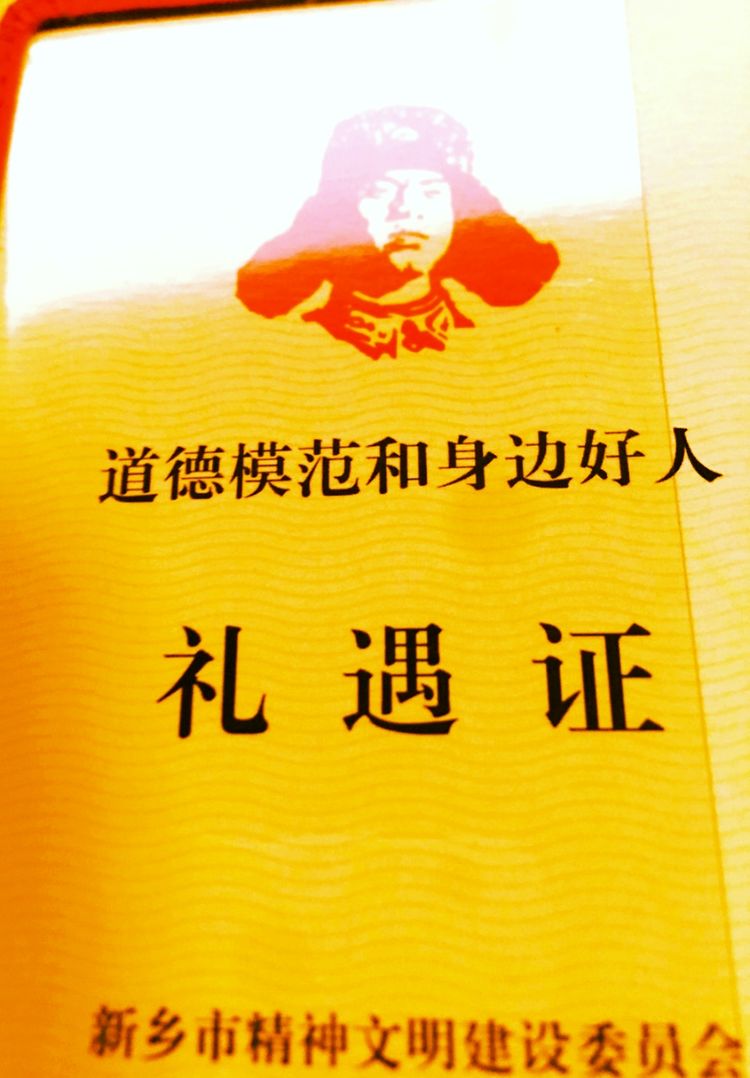 道德模范和身边好人
礼遇证
新乡市精神文明建设委员会